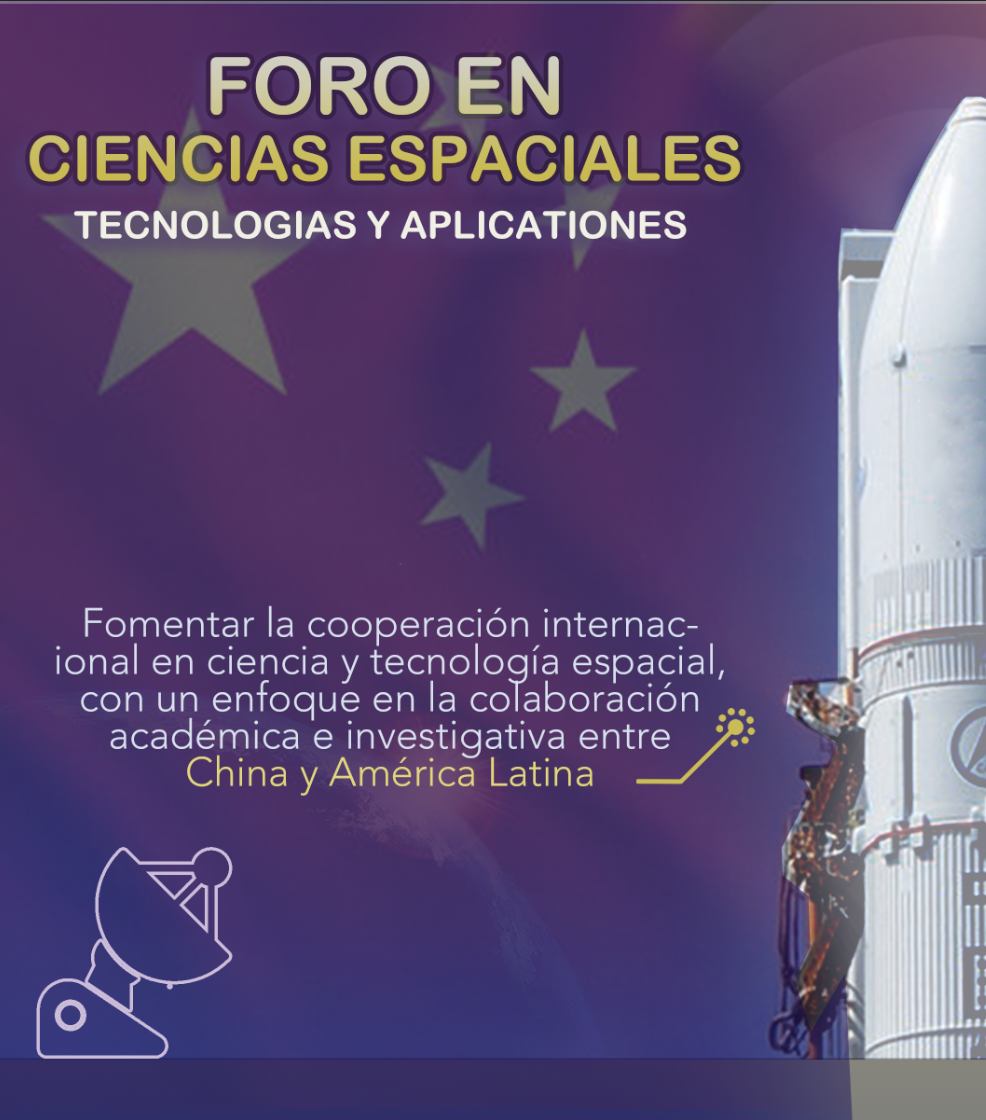 FORO EN
CIENCIAS ESPACIALES
TECNOLOGIAS Y APLICATIONES
Fomentar la cooperación internac-
ional en ciencia y tecnología espacial,
con un enfoque en la colaboración
académica e investigativa entre
China y América Latina